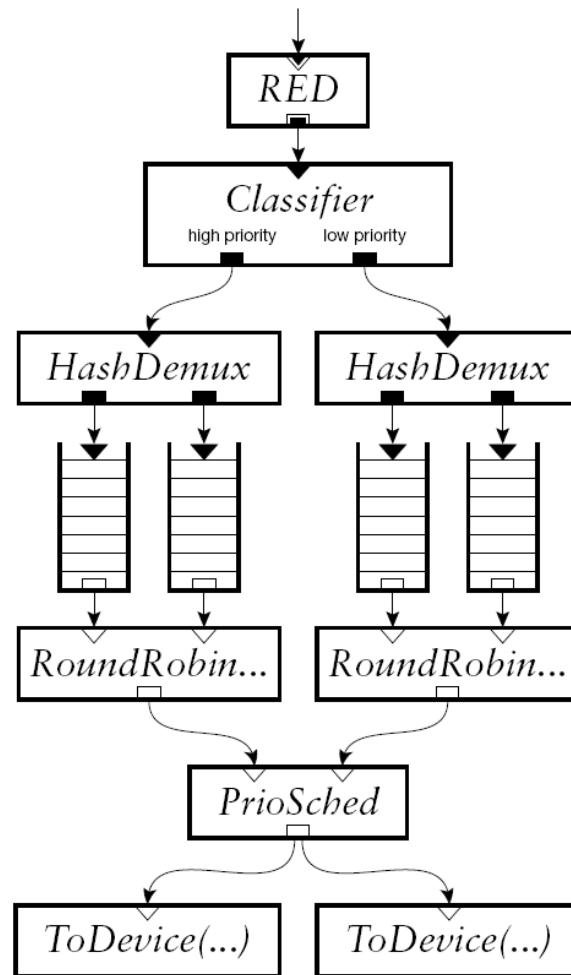 RED
Classifier
high priority low priority
HashDemux HashDemux
RoundRobin... RoundRobin...
PrioSched
ToDevice(...) ToDevice(...)